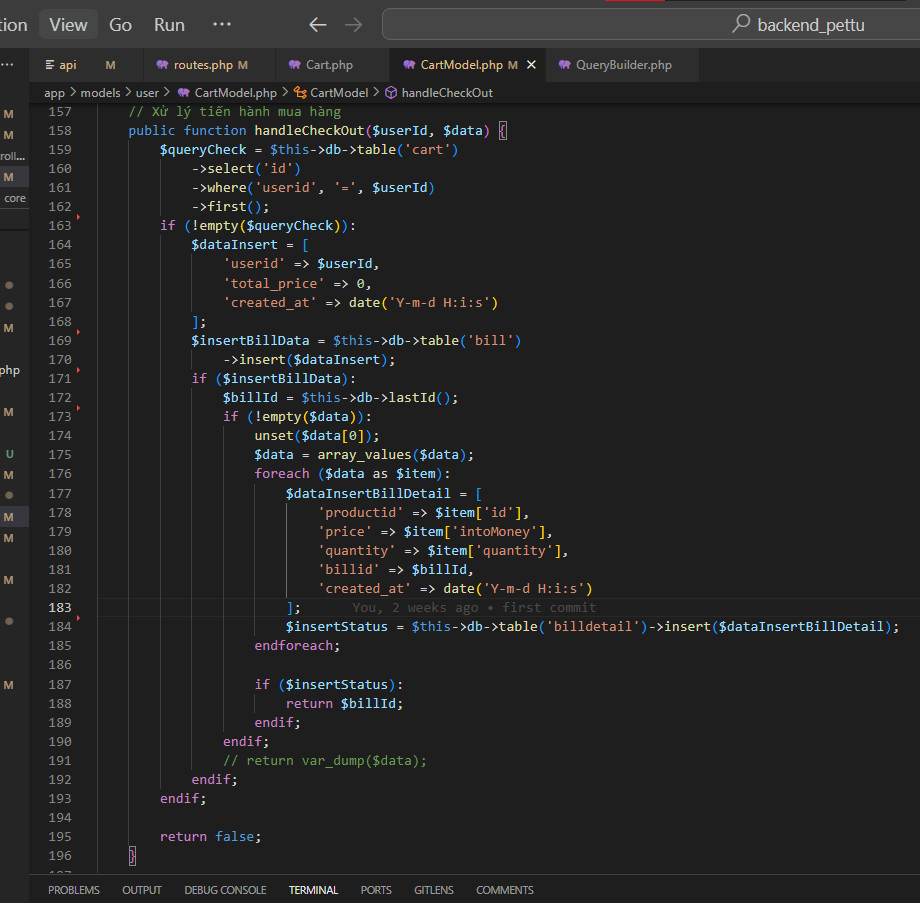 tion View Go Run ··· ← → backend_pettu
··· api M routes.php M Cart.php CartModel.php M × QueryBuilder.php
app > models > user > CartModel.php > CartModel > handleCheckOut
157 // Xử lý tiến hành mua hàng
158 public function handleCheckOut($userId, $data) {
159 $queryCheck = $this->db->table('cart')
160 ->select('id')
161 ->where('userid', '=', $userId)
162 ->first();
163 if (!empty($queryCheck)):
164 $dataInsert = [
165 'userid' => $userId,
166 'total_price' => 0,
167 'created_at' => date('Y-m-d H:i:s')
168 ];
169 $insertBillData = $this->db->table('bill')
170 ->insert($dataInsert);
171 if ($insertBillData):
172 $billId = $this->db->lastId();
173 if (!empty($data)):
174 unset($data[0]);
175 $data = array_values($data);
176 foreach ($data as $item):
177 $dataInsertBillDetail = [
178 'productid' => $item['id'],
179 'price' => $item['intoMoney'],
180 'quantity' => $item['quantity'],
181 'billid' => $billId,
182 'created_at' => date('Y-m-d H:i:s')
183 ]; You, 2 weeks ago • first commit
184 $insertStatus = $this->db->table('billdetail')->insert($dataInsertBillDetail);
185 endforeach;
186
187 if ($insertStatus):
188 return $billId;
189 endif;
190 endif;
191 // return var_dump($data);
192 endif;
193 endif;
194
195 return false;
196 }
M
M
roll...
M
core
M
php
M
U
M
M
M
M
M
PROBLEMS OUTPUT DEBUG CONSOLE TERMINAL PORTS GITLENS COMMENTS